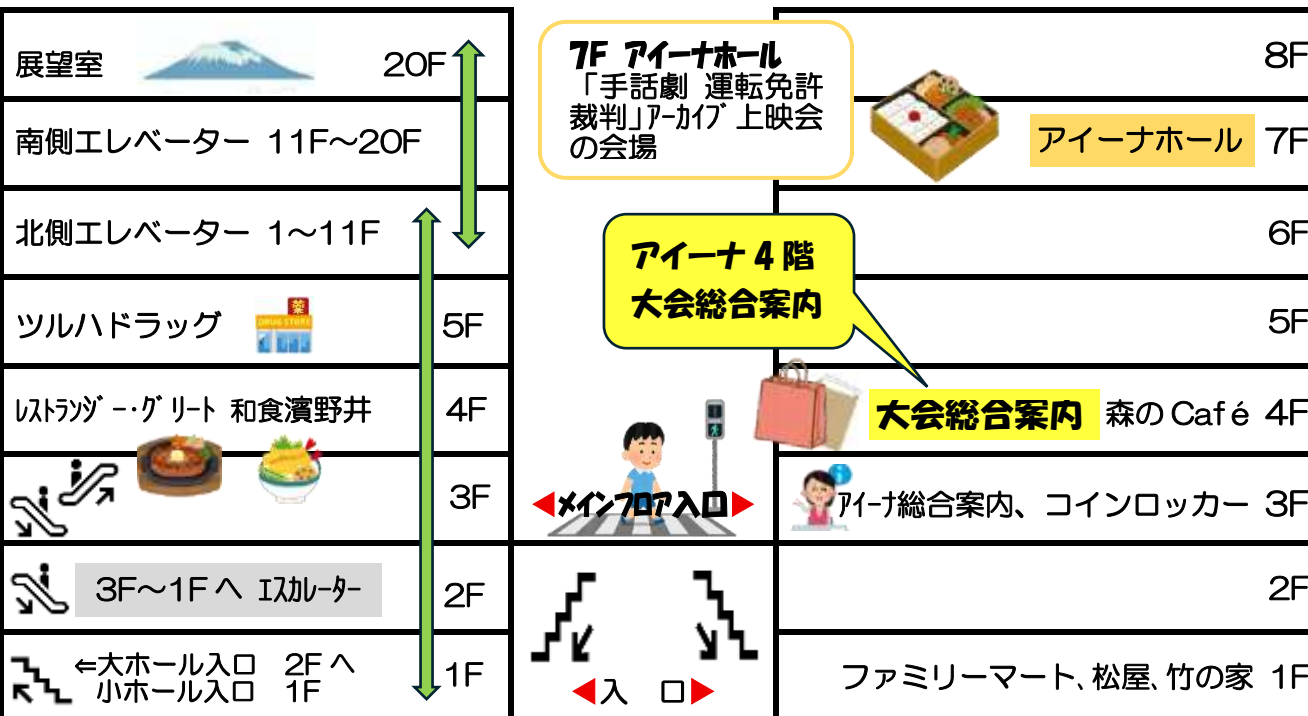 展望室 20F
南側エレベーター 11F～20F
北側エレベーター 1～11F
ツルハドラッグ 5F
薬
DRUG STORE
ﾚｽﾄﾗﾝｼﾞｰ･ｸﾞﾘｰﾄ 和食濱野井 4F
3F
3F～1Fへ ｴｽｶﾚｰﾀｰ 2F
⇐大ホール入口 2Fへ
小ホール入口 1F
1F
7F アイーナホール
「手話劇 運転免許
裁判」ｱｰｶｲﾌﾞ上映会
の会場
アイーナ4階
大会総合案内
◀メインフロア入口▶
◀入 口▶
8F
アイーナホール 7F
6F
5F
大会総合案内 森のCafé 4F
ｱｲｰﾅ総合案内、コインロッカー 3F
2F
ファミリーマート、松屋、竹の家 1F